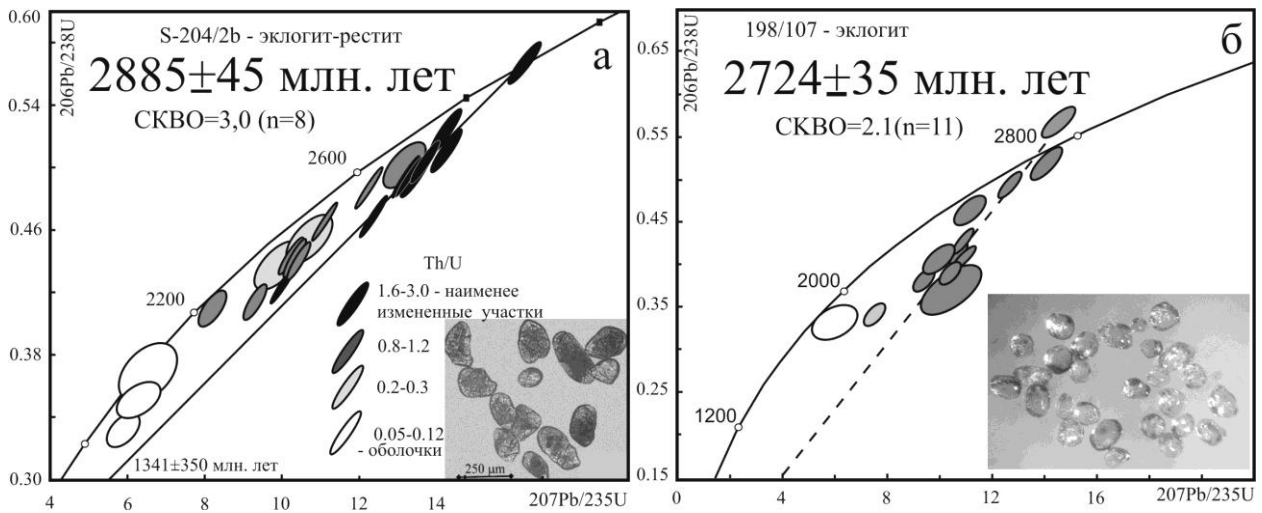 0.60
0.54
0.46
0.38
0.30
206Pb/238U
S-204/2b - эклогит-рестит
а
2885±45 млн. лет
СКВО=3,0 (n=8)
2600
2200
Th/U
1.6-3.0 - наименее
измененные участки
0.8-1.2
0.2-0.3
0.05-0.12
- оболочки
250 µm
1341±350 млн. лет
4
6
8
10
12
14
207Pb/235U
0.65
0.55
0.45
0.35
0.25
0.15
206Pb/238U
198/107 - эклогит
б
2724±35 млн. лет
СКВО=2.1(n=11)
2800
2000
1200
0
4
8
12
16
207Pb/235U